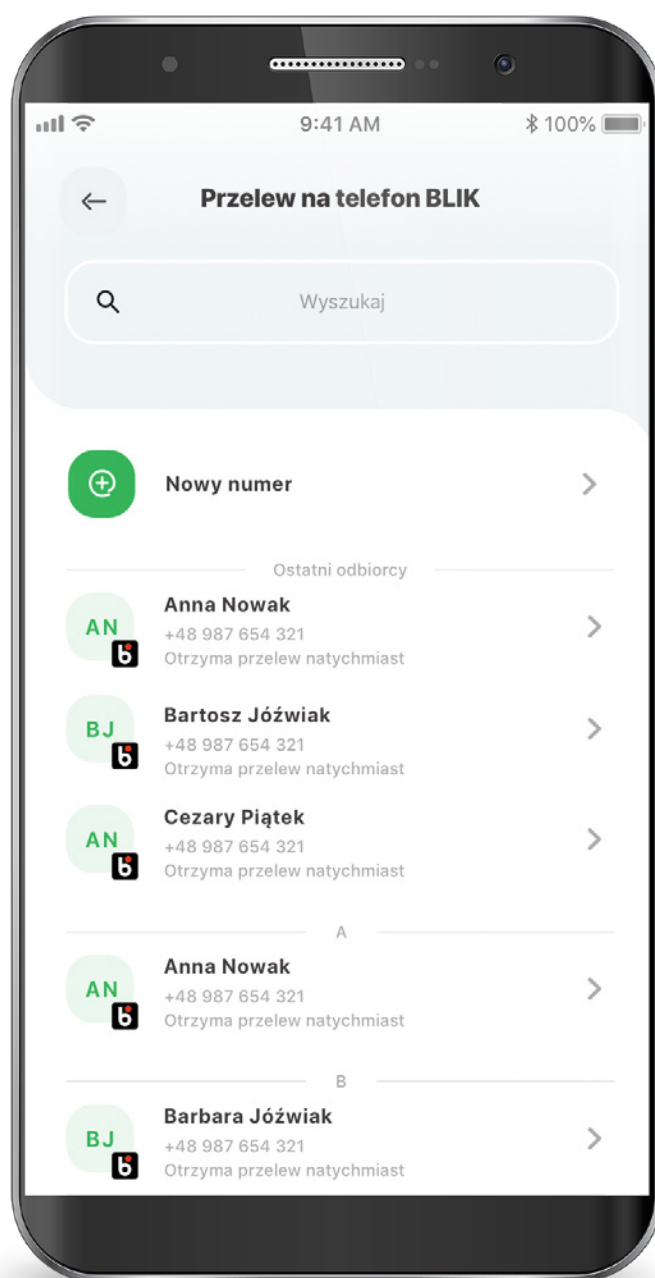 9:41 AM
100%
Przelew na telefon BLIK
Wyszukaj
Nowy numer
Ostatni odbiorcy
AN
Anna Nowak
+48 987 654 321
Otrzyma przelew natychmiast
BJ
Bartosz Jóźwiak
+48 987 654 321
Otrzyma przelew natychmiast
AN
Cezary Piątek
+48 987 654 321
Otrzyma przelew natychmiast
A
AN
Anna Nowak
+48 987 654 321
Otrzyma przelew natychmiast
B
BJ
Barbara Jóźwiak
+48 987 654 321
Otrzyma przelew natychmiast